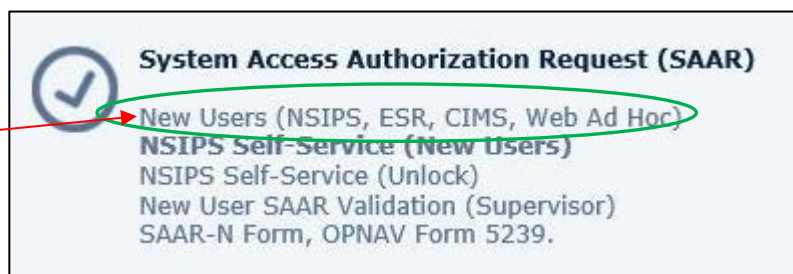 System Access Authorization Request (SAAR)
New Users (NSIPS, ESR, CIMS, Web Ad Hoc)
NSIPS Self-Service (New Users)
NSIPS Self-Service (Unlock)
New User SAAR Validation (Supervisor)
SAAR-N Form, OPNAV Form 5239.